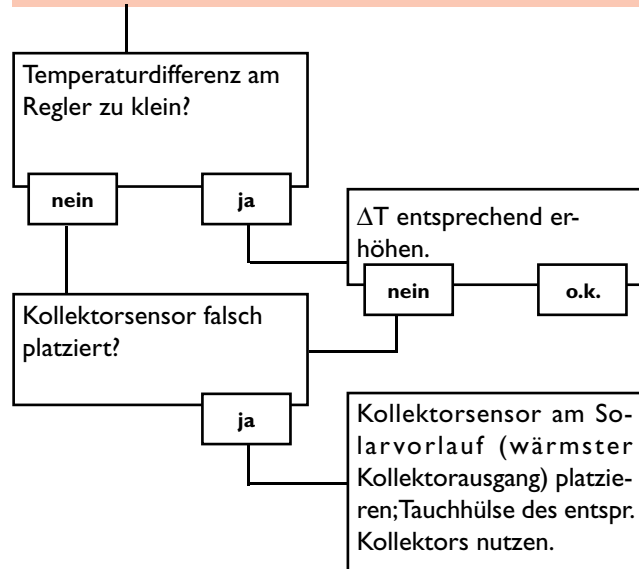 Temperaturdifferenz am
Regler zu klein?
nein
ja
ΔT entsprechend er-
höhen.
nein
o.k.
Kollektorsensor falsch
platziert?
ja
Kollektorsensor am So-
larvorlauf (wärmster
Kollektorausgang) platzie-
ren;Tauchhülse des entspr.
Kollektors nutzen.